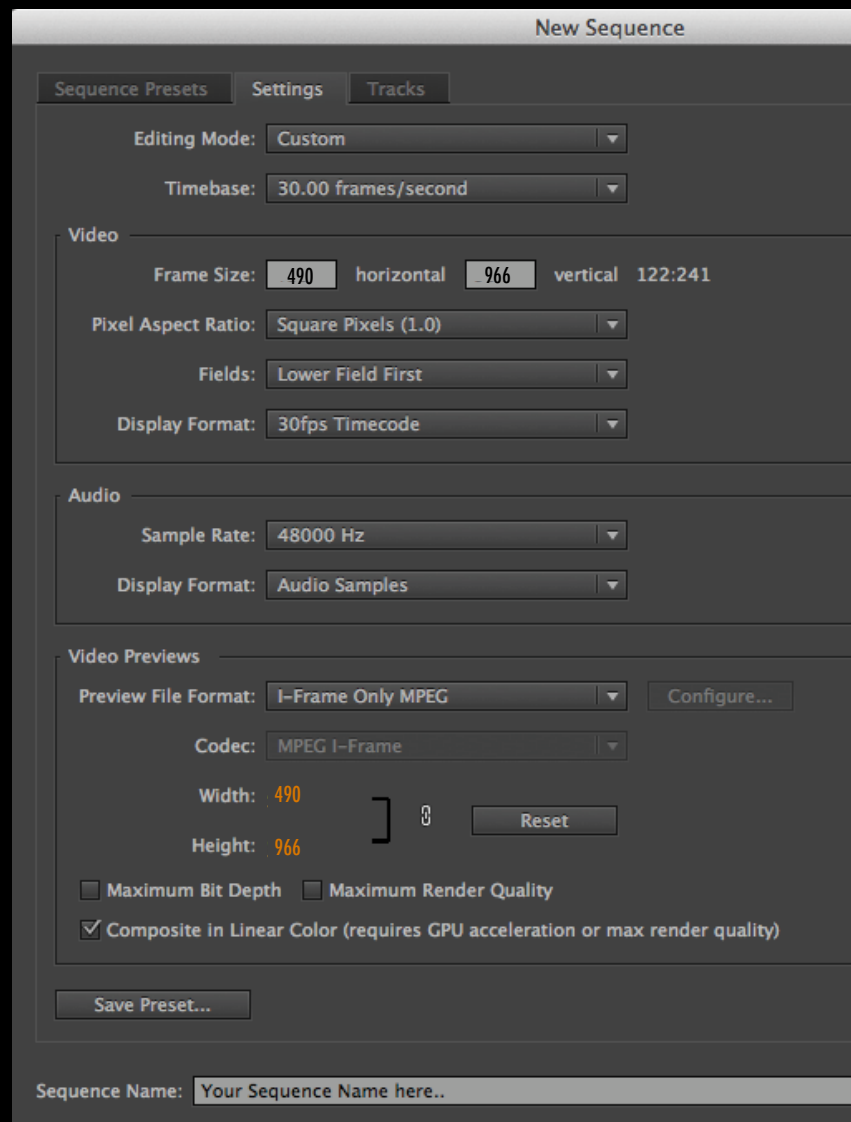 New Sequence
Sequence Presets Settings Tracks
Editing Mode: Custom
Timebase: 30.00 frames/second
Video
Frame Size: 490 horizontal 966 vertical 122:241
Pixel Aspect Ratio: Square Pixels (1.0)
Fields: Lower Field First
Display Format: 30fps Timecode
Audio
Sample Rate: 48000 Hz
Display Format: Audio Samples
Video Previews
Preview File Format: I-Frame Only MPEG Configure...
Codec: MPEG I-Frame
Width: 490
Reset
Height: 966
Maximum Bit Depth Maximum Render Quality
Composite in Linear Color (requires GPU acceleration or max render quality)
Save Preset...
Sequence Name: Your Sequence Name here..